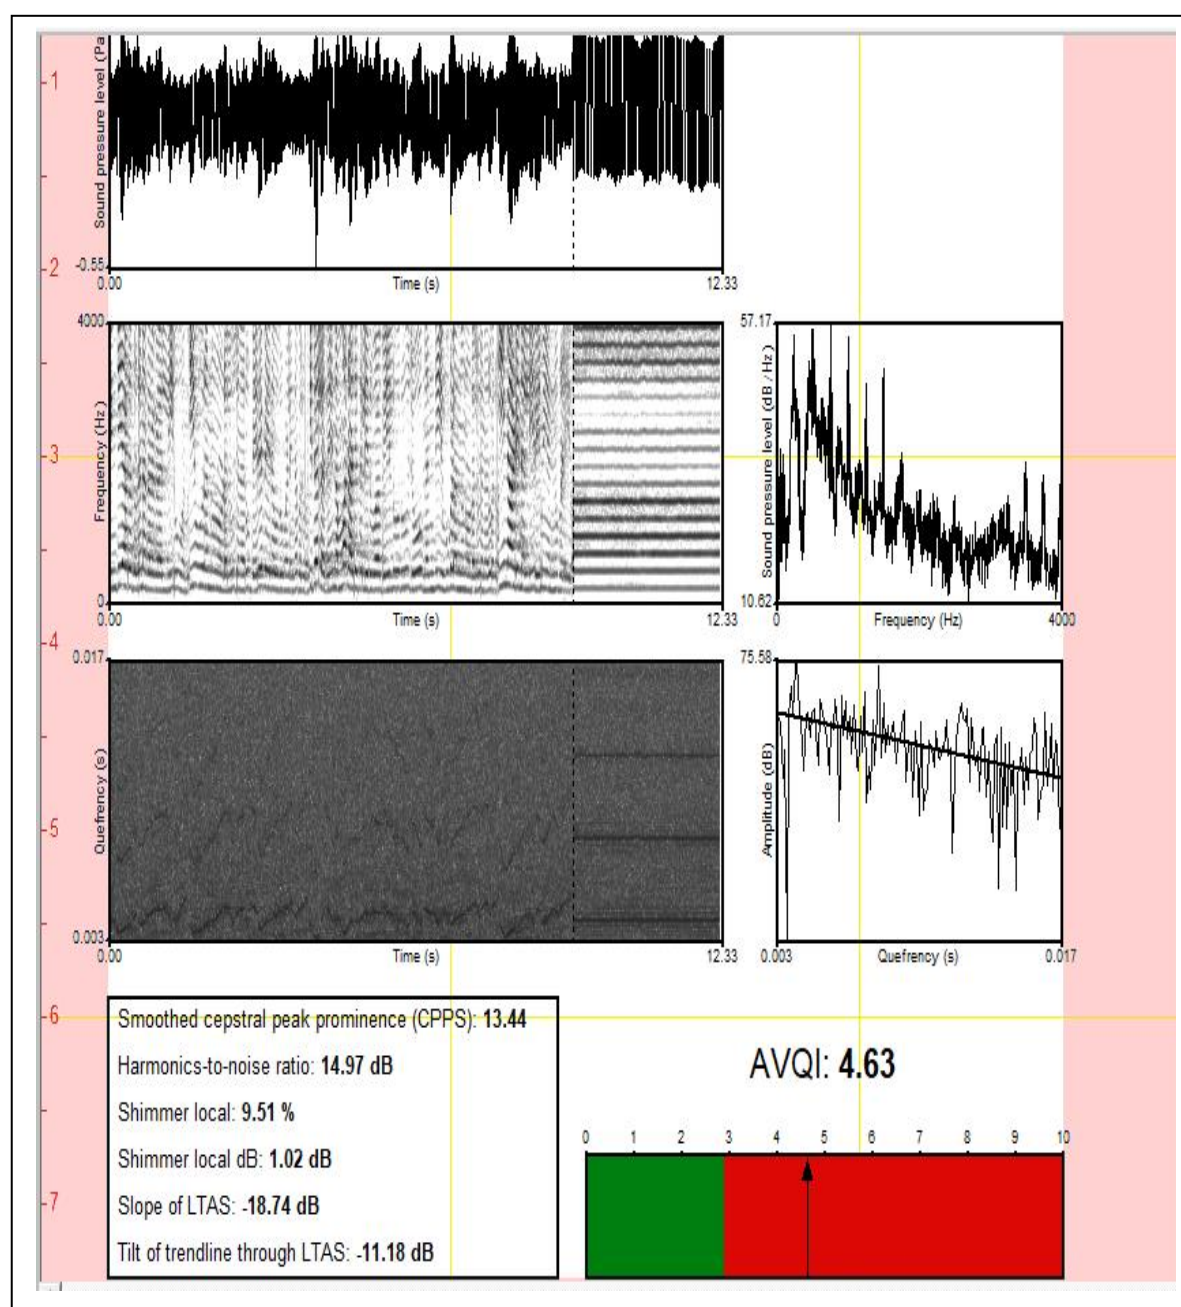 -1
Sound pressure level (Pa
-2
-0.55
0.00
Time (s)
12.33
4000
Frequency (Hz)
-3
0
0.00
Time (s)
12.33
57.17
Sound pressure level (dB / Hz)
10.62
0
Frequency (Hz)
4000
-4
0.017
Quefrency (s)
-5
0.003
0.00
Time (s)
12.33
75.58
Amplitude (dB)
0.003
Quefrency (s)
0.017
-6
Smoothed cepstral peak prominence (CPPS): 13.44
Harmonics-to-noise ratio: 14.97 dB
Shimmer local: 9.51 %
Shimmer local dB: 1.02 dB
Slope of LTAS: -18.74 dB
Tilt of trendline through LTAS: -11.18 dB
-7
AVQI: 4.63
0 1 2 3 4 5 6 7 8 9 10